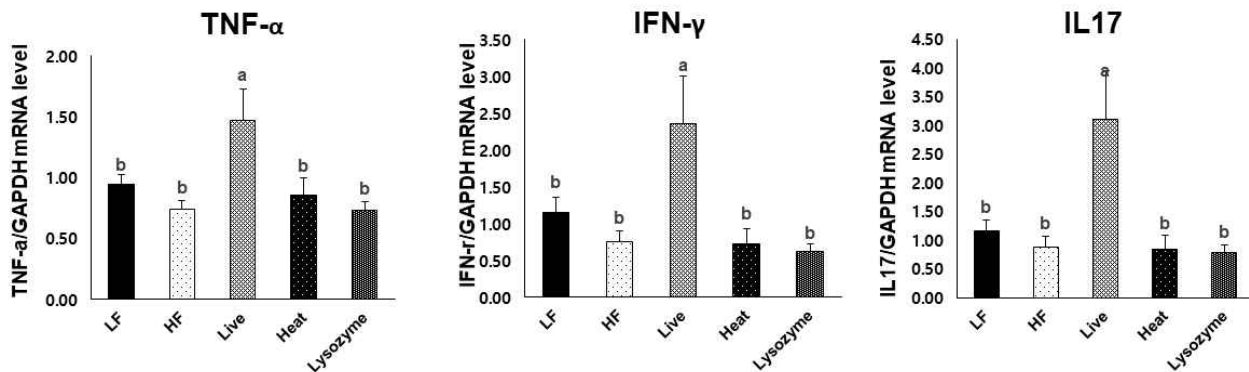 TNF-α
TNF-a/GAPDH mRNA level
2.00
1.50
1.00
0.50
0.00
b
b
a
b
b
LF
HF
Live
Heat
Lysozyme
IFN-γ
IFN-r/GAPDH mRNA level
3.50
3.00
2.50
2.00
1.50
1.00
0.50
0.00
b
b
a
b
b
LF
HF
Live
Heat
Lysozyme
IL17
IL17/GAPDH mRNA level
4.50
4.00
3.50
3.00
2.50
2.00
1.50
1.00
0.50
0.00
b
b
a
b
b
LF
HF
Live
Heat
Lysozyme